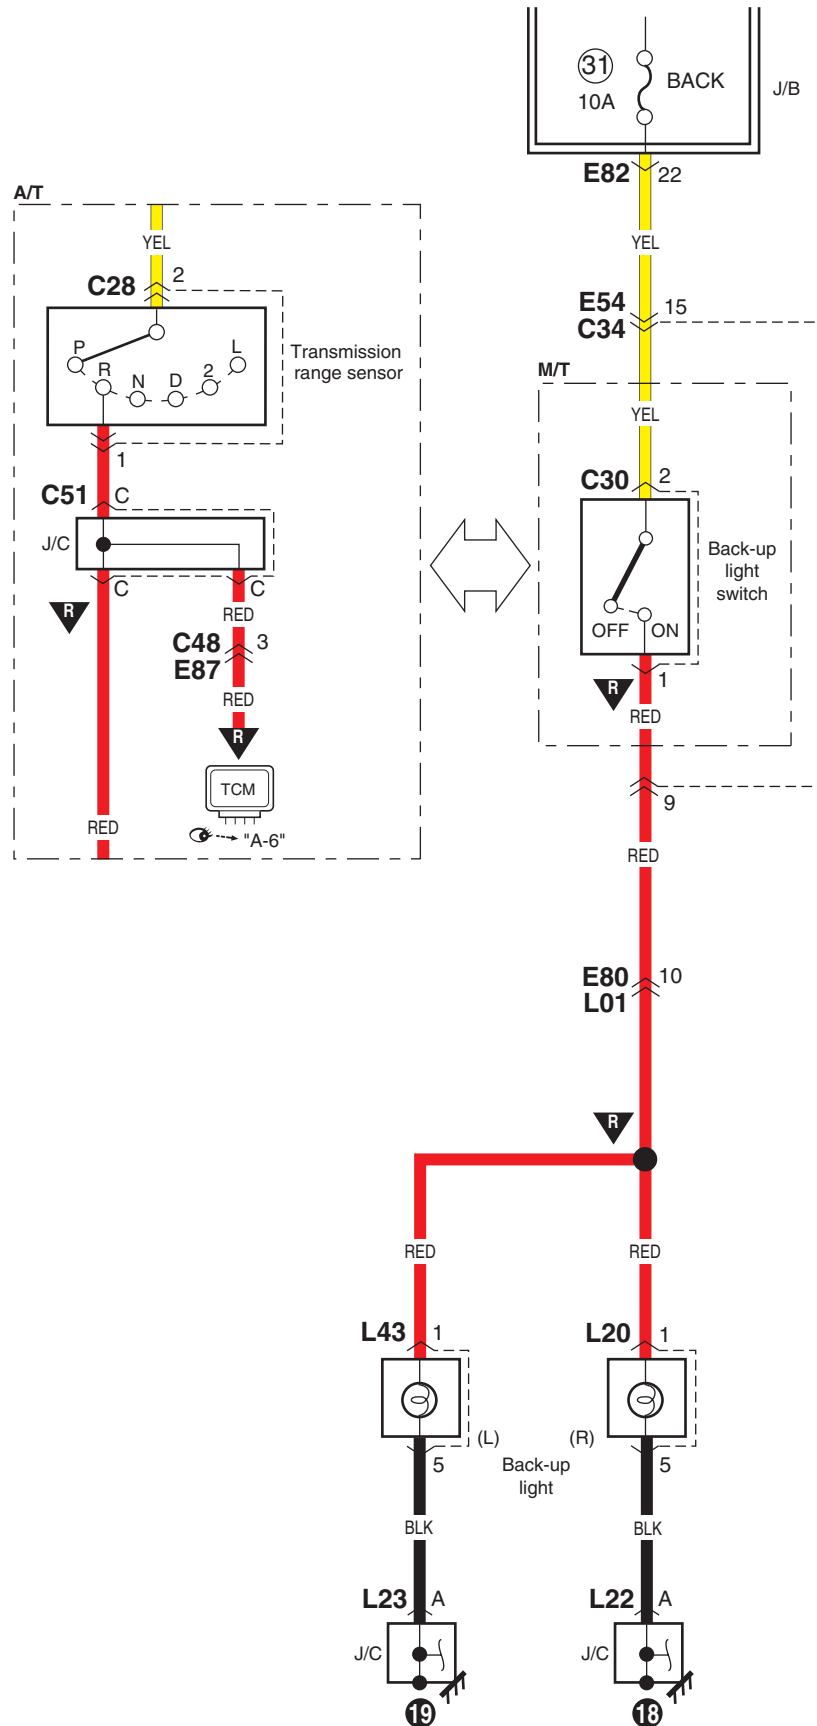 31
10A
BACK
J/B
E82
22
A/T
YEL
YEL
C28
2
E54
15
C34
P
R
N
D
2
L
Transmission
range sensor
M/T
YEL
1
C30
2
C51
C
J/C
Back-up
light
switch
OFF
ON
C
C
R
RED
C48
3
E87
1
R
RED
RED
R
TCM
"A-6"
9
RED
RED
E80
10
L01
R
RED
RED
L43
1
L20
1
(L)
(R)
5
Back-up
light
5
BLK
BLK
L23
A
L22
A
J/C
J/C
19
18